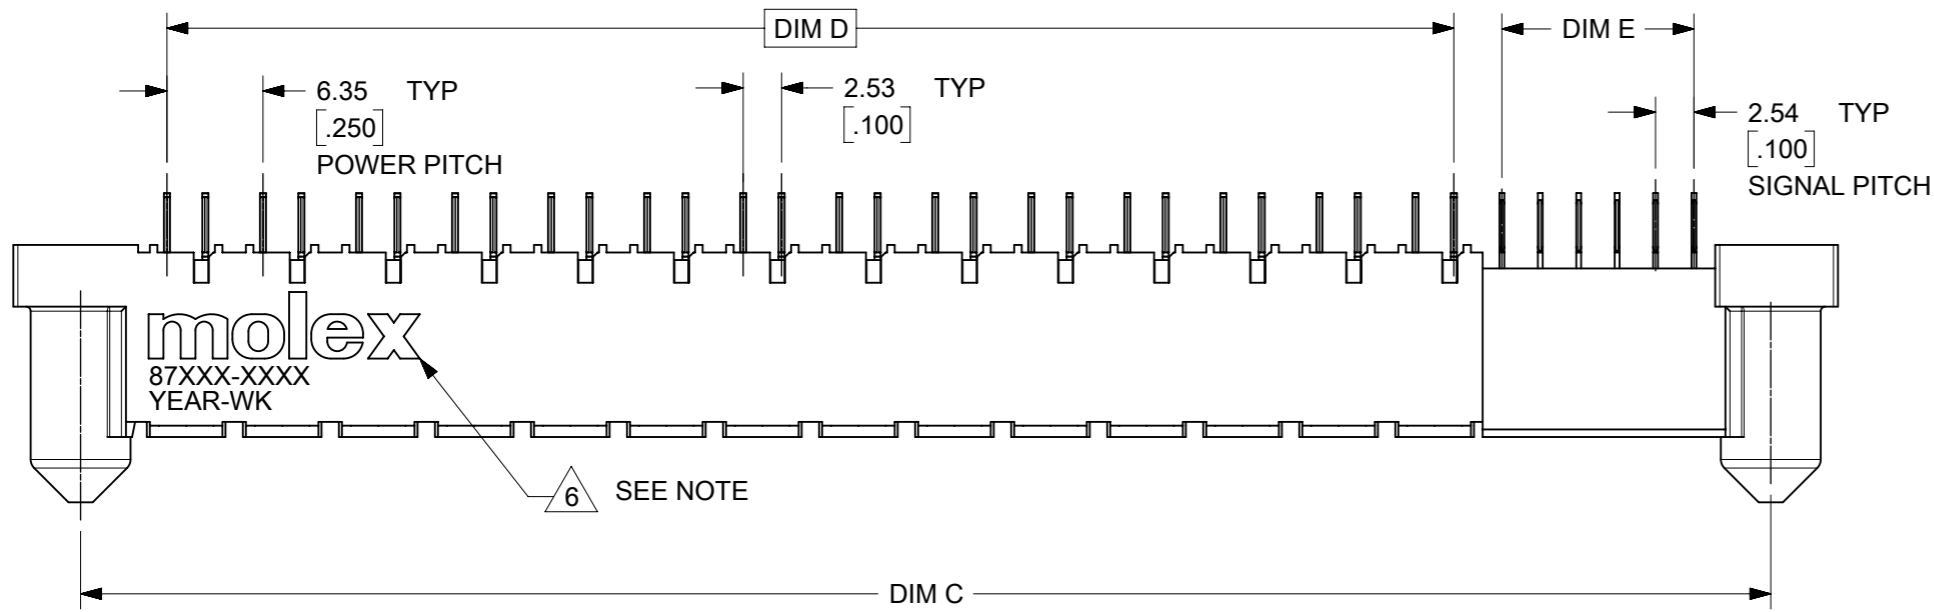 DIM D
DIM E
6.35 TYP
[.250]
POWER PITCH
2.53 TYP
[.100]
2.54 TYP
[.100]
SIGNAL PITCH
molex
87XXX-XXXX
YEAR-WK
6 SEE NOTE
DIM C